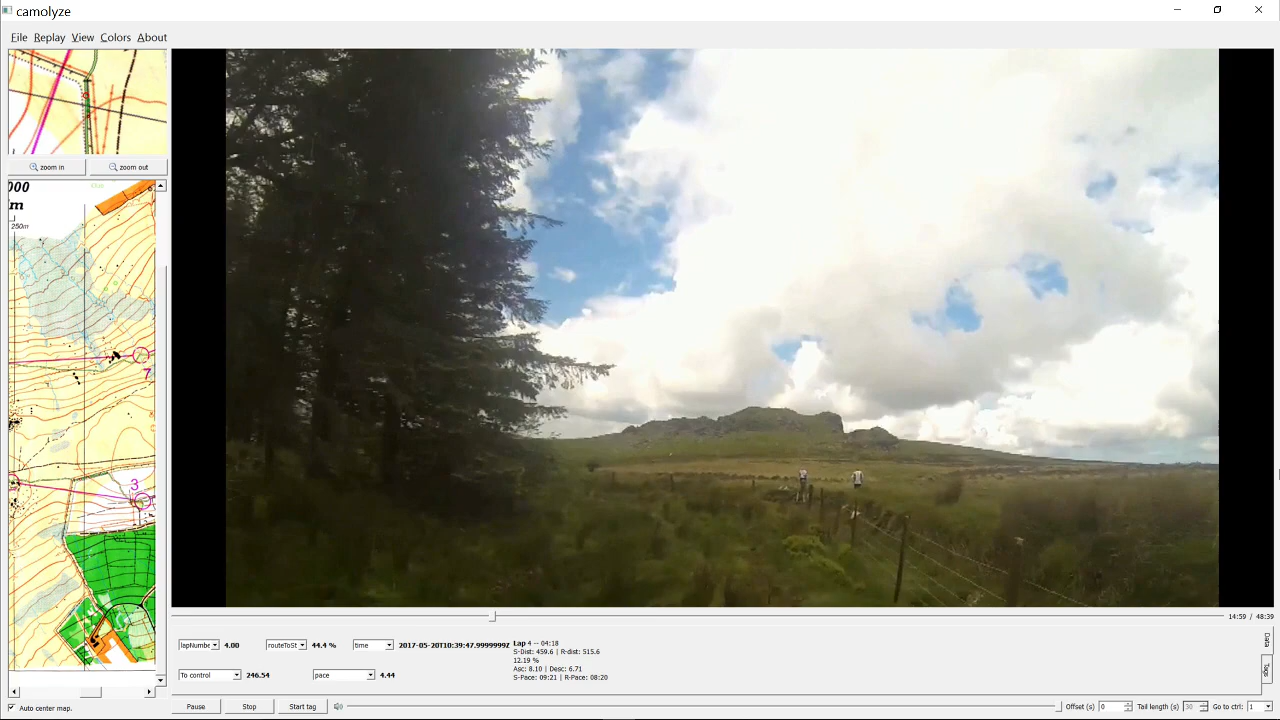 camolyze
File Replay View Colors About
zoom in zoom out
000
m
250m
7
3
14:59 / 48:39
lapNumbe 4.00 routeToSt 44.4 % time 2017-05-20T10:39:47.9999999Z
To control 246.54 pace 4.44
Lap 4 -- 04:18
S-Dist: 459.6 | R-dist: 515.6
12.19 %
Asc: 8.10 | Desc: 6.71
S-Pace: 09:21 | R-Pace: 08:20
Data
Tags
Auto center map.
Pause Stop Start tag
Offset (s) 0 Tail length (s) 30 Go to ctrl: 1